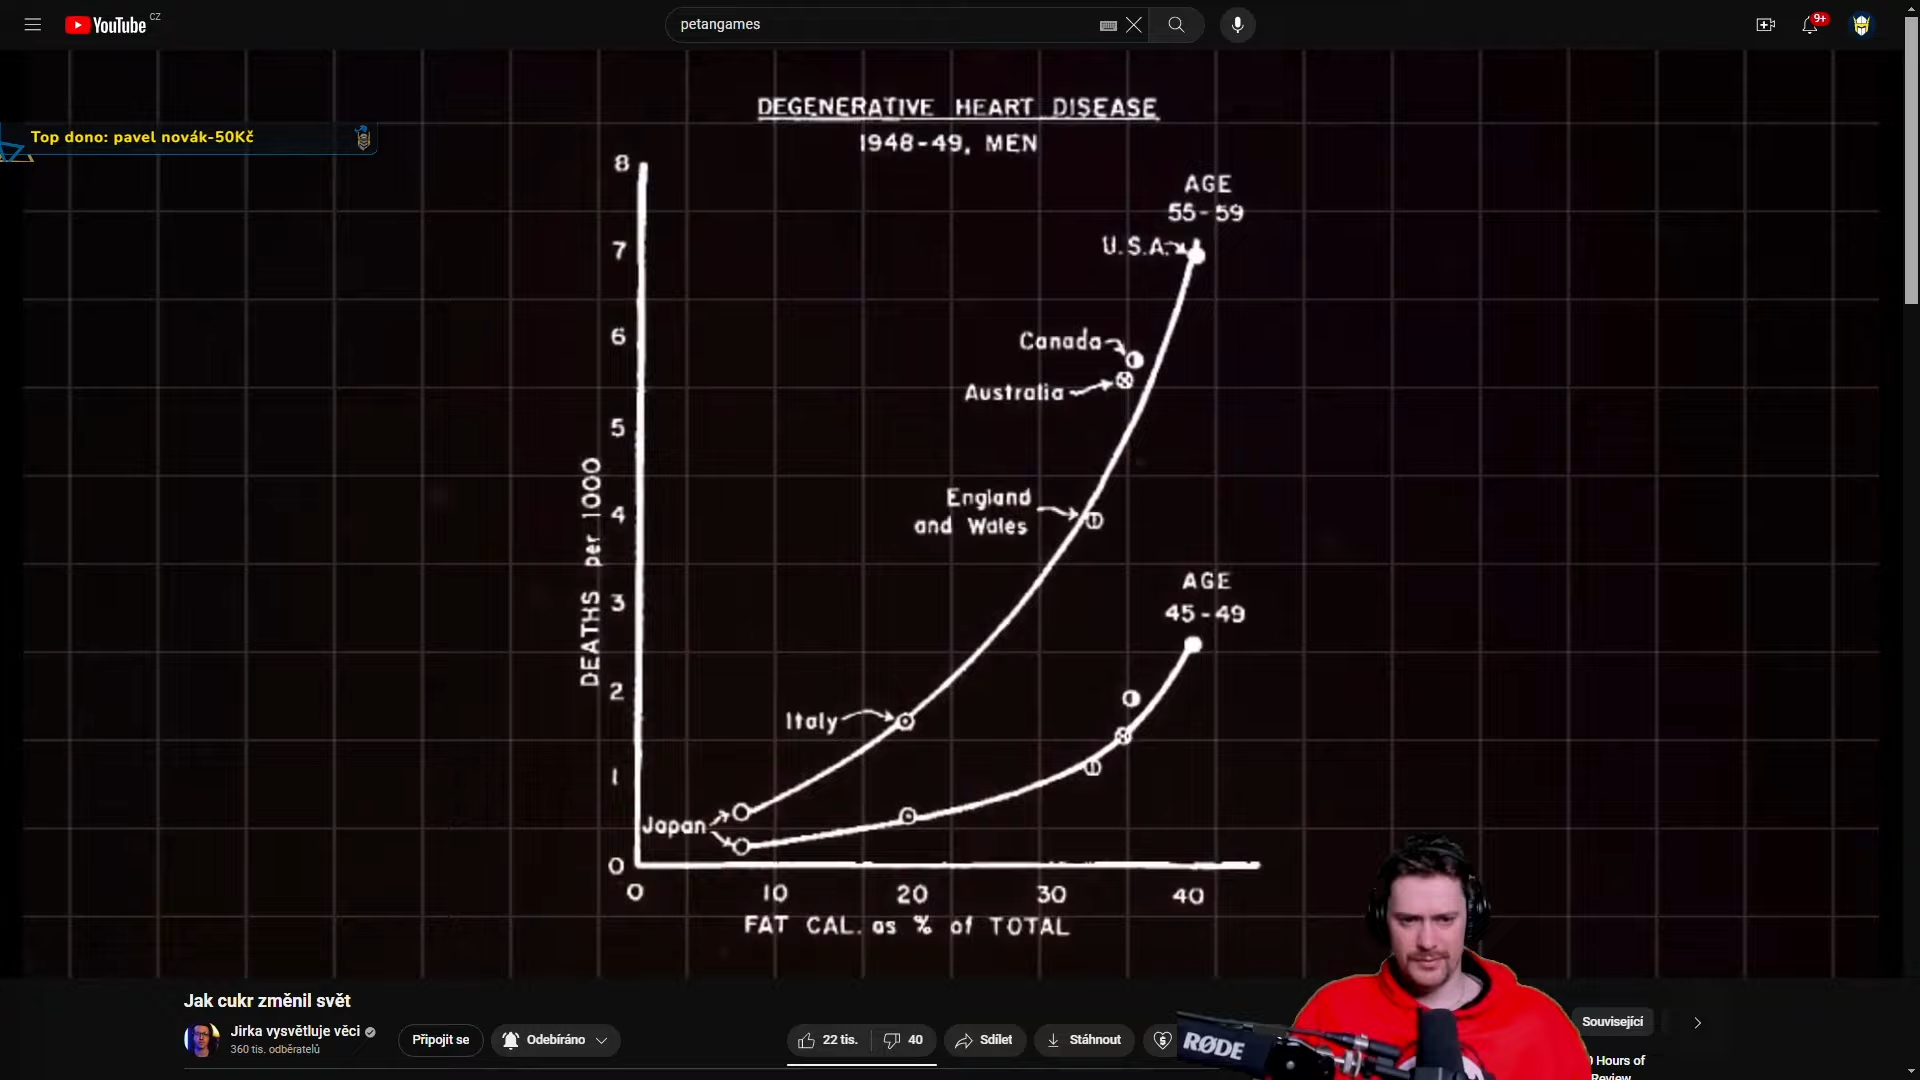 YouTube CZ
petangames
9+
Top dono: pavel novák-50Kč
DEGENERATIVE HEART DISEASE
1948-49, MEN
8
7
6
5
4
3
2
1
0
DEATHS per 1000
AGE
55-59
U.S.A.
Canada
Australia
England
and Wales
AGE
45-49
Italy
Japan
0 10 20 30 40
FAT CAL. as % of TOTAL
Jak cukr změnil svět
Jirka vysvětluje věci
360 tis. odběratelů
Připojit se
Odebíráno
22 tis.
40
Sdílet
Stáhnout
RØDE
Související
Hours of
Review